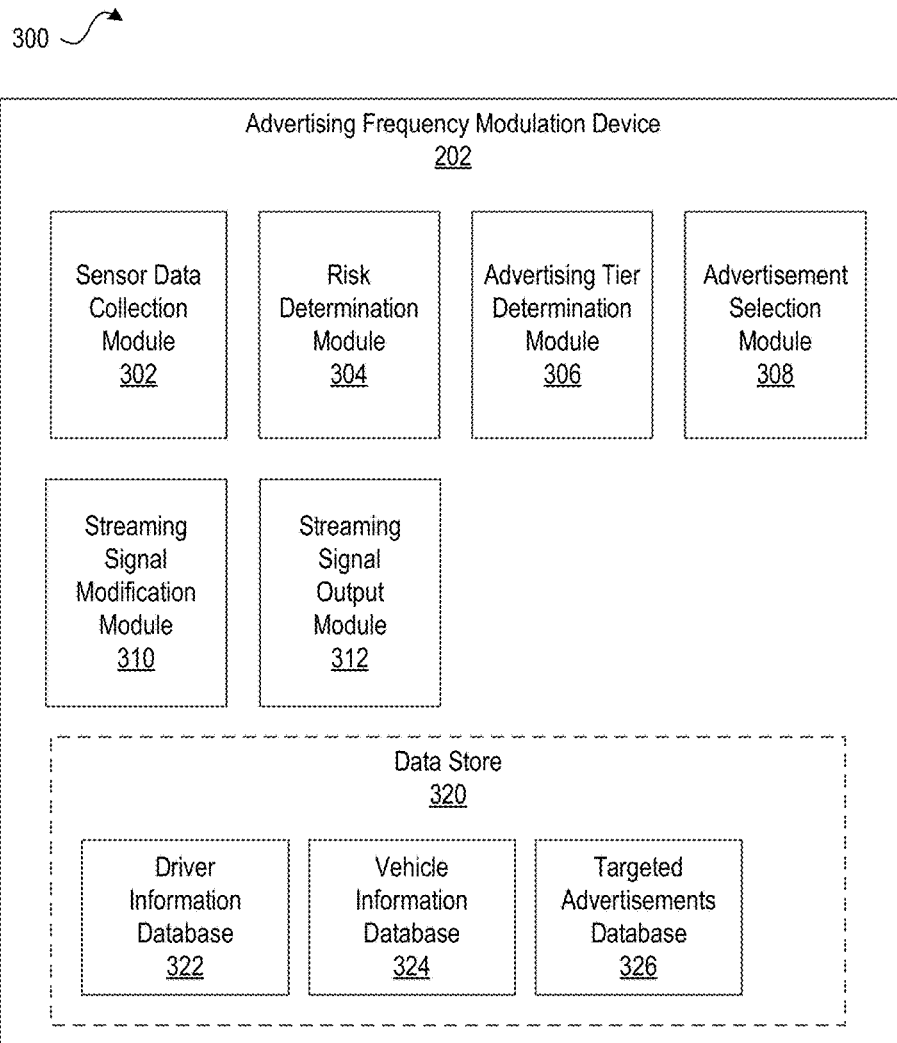 300
Advertising Frequency Modulation Device
202
Sensor Data
Collection
Module
302
Risk
Determination
Module
304
Advertising Tier
Determination
Module
306
Advertisement
Selection
Module
308
Streaming
Signal
Modification
Module
310
Streaming
Signal
Output
Module
312
Data Store
320
Driver
Information
Database
322
Vehicle
Information
Database
324
Targeted
Advertisements
Database
326